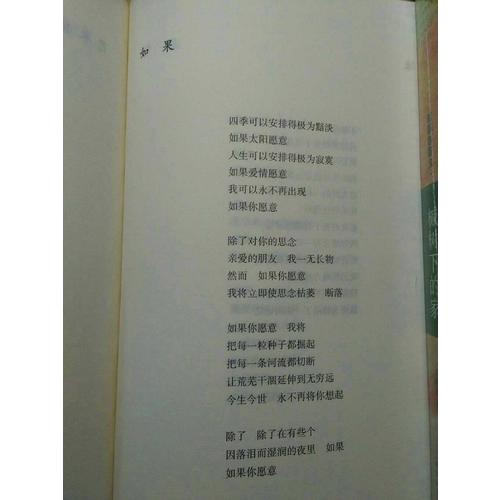 如果
四季可以安排得极为黯淡
如果太阳愿意
人生可以安排得极为寂寞
如果爱情愿意
我可以永不再出现
如果你愿意
除了对你的思念
亲爱的朋友 我一无长物
然而 如果你愿意
我将立即使思念枯萎 断落
如果你愿意 我将
把每一粒种子都掘起
把每一条河流都切断
让荒芜干涸延伸到无穷远
今生今世 永不再将你想起
除了 除了在有些个
因落泪而湿润的夜里 如果
如果你愿意
槭树下的家